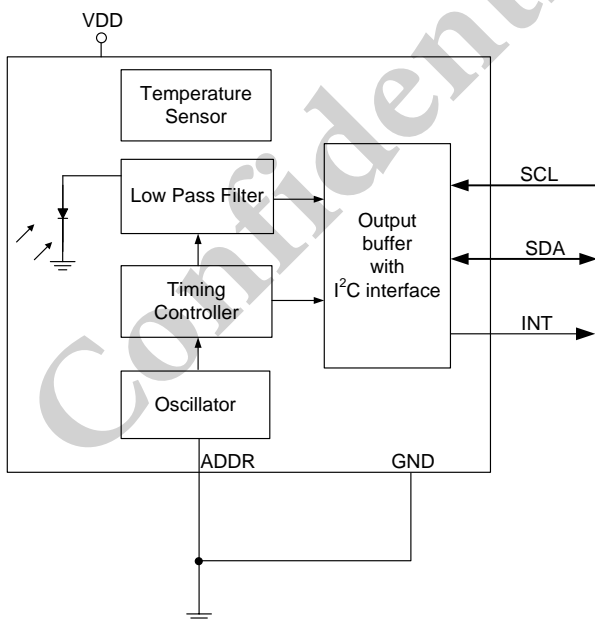 VDD
Temperature
Sensor
Low Pass Filter
Timing
Controller
Oscillator
Output
buffer
with
I²C interface
SCL
SDA
INT
ADDR
GND
Confident